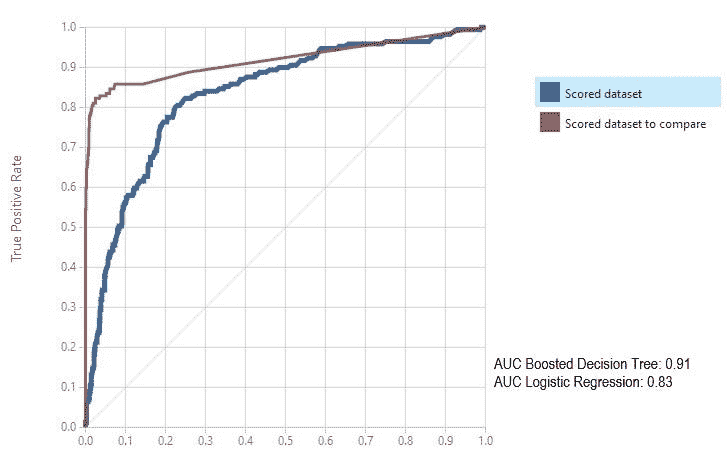 1.0
0.9
0.8
0.7
0.6
0.5
0.4
0.3
0.2
0.1
0.0
True Positive Rate
0.0 0.1 0.2 0.3 0.4 0.5 0.6 0.7 0.8 0.9 1.0
Scored dataset
Scored dataset to compare
AUC Boosted Decision Tree: 0.91
AUC Logistic Regression: 0.83